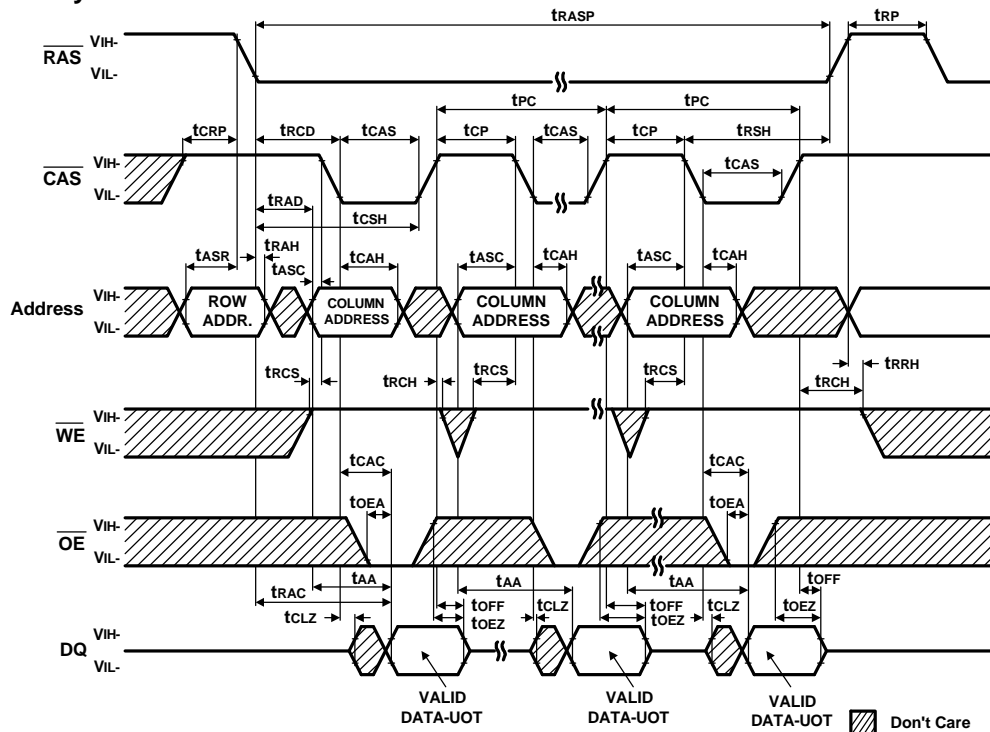 tRASP tRP
RAS VIH-
VIL-
tPC tPC
tCRP tRCD tCAS tCP tCAS tCP tRSH
CAS VIH-
VIL-
tCAS
tRAD
tCSH
tASR tRAH tASC tCAH tASC tCAH tASC tCAH
Address VIH-
VIL-
ROW ADDR.
COLUMN ADDRESS
COLUMN ADDRESS
COLUMN ADDRESS
tRCS tRCH tRCS tRCH tRRH
WE VIH-
VIL-
tCAC tCAC
tOEA tOEA
OE VIH-
VIL-
tAA tAA tAA
tRAC tOFF tOFF tOFF
tCLZ tOEZ tCLZ tOEZ tCLZ tOEZ
DQ VIH-
VIL-
VALID DATA-UOT
VALID DATA-UOT
VALID DATA-UOT
Don't Care